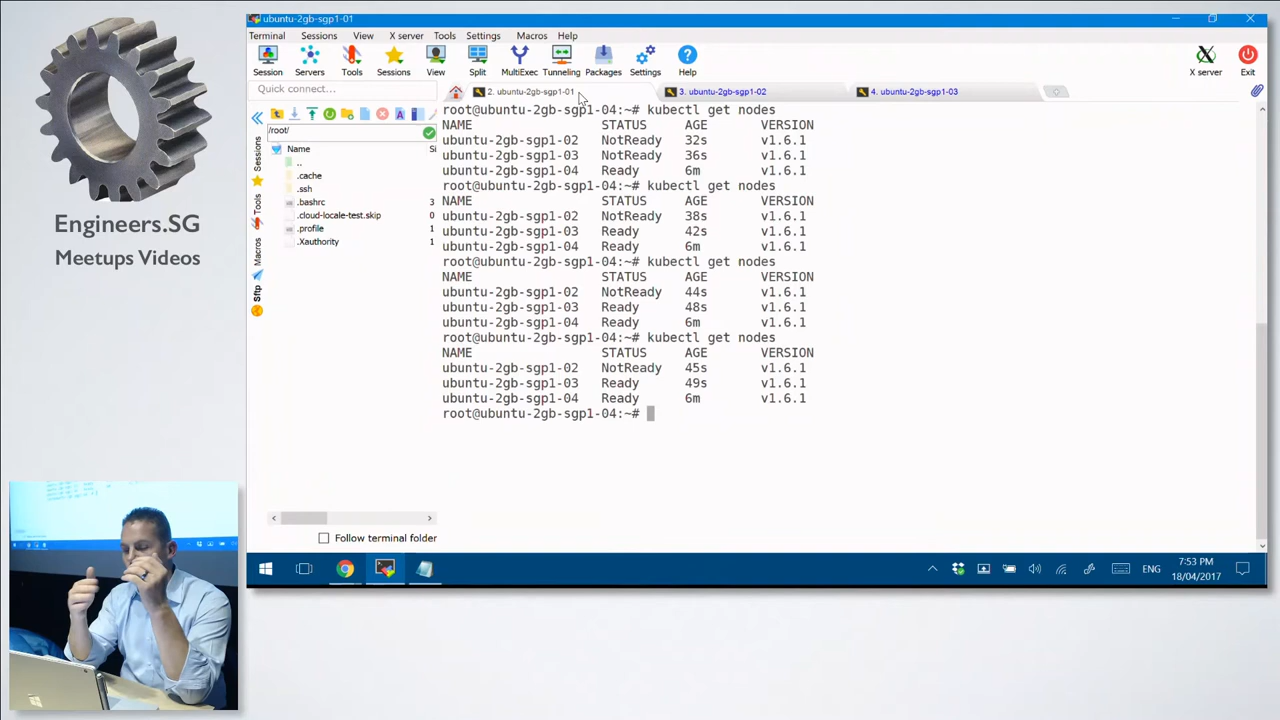 ubuntu-2gb-sgp1-01
Terminal Sessions View X server Tools Settings Macros Help
Session Servers Tools Sessions View Split MultiExec Tunneling Packages Settings Help X server Exit
Quick connect...
2. ubuntu-2gb-sgp1-01
3. ubuntu-2gb-sgp1-02
4. ubuntu-2gb-sgp1-03
/root/
Name Si
..
.cache
.ssh
.bashrc 3
.cloud-locale-test.skip 0
.profile 1
.Xauthority 1
Sessions
Tools
Macros
Sftp
Follow terminal folder
root@ubuntu-2gb-sgp1-04:~# kubectl get nodes
NAME STATUS AGE VERSION
ubuntu-2gb-sgp1-02 NotReady 32s v1.6.1
ubuntu-2gb-sgp1-03 NotReady 36s v1.6.1
ubuntu-2gb-sgp1-04 Ready 6m v1.6.1
root@ubuntu-2gb-sgp1-04:~# kubectl get nodes
NAME STATUS AGE VERSION
ubuntu-2gb-sgp1-02 NotReady 38s v1.6.1
ubuntu-2gb-sgp1-03 Ready 42s v1.6.1
ubuntu-2gb-sgp1-04 Ready 6m v1.6.1
root@ubuntu-2gb-sgp1-04:~# kubectl get nodes
NAME STATUS AGE VERSION
ubuntu-2gb-sgp1-02 NotReady 44s v1.6.1
ubuntu-2gb-sgp1-03 Ready 48s v1.6.1
ubuntu-2gb-sgp1-04 Ready 6m v1.6.1
root@ubuntu-2gb-sgp1-04:~# kubectl get nodes
NAME STATUS AGE VERSION
ubuntu-2gb-sgp1-02 NotReady 45s v1.6.1
ubuntu-2gb-sgp1-03 Ready 49s v1.6.1
ubuntu-2gb-sgp1-04 Ready 6m v1.6.1
root@ubuntu-2gb-sgp1-04:~#
ENG
7:53 PM
18/04/2017
Engineers.SG
Meetups Videos